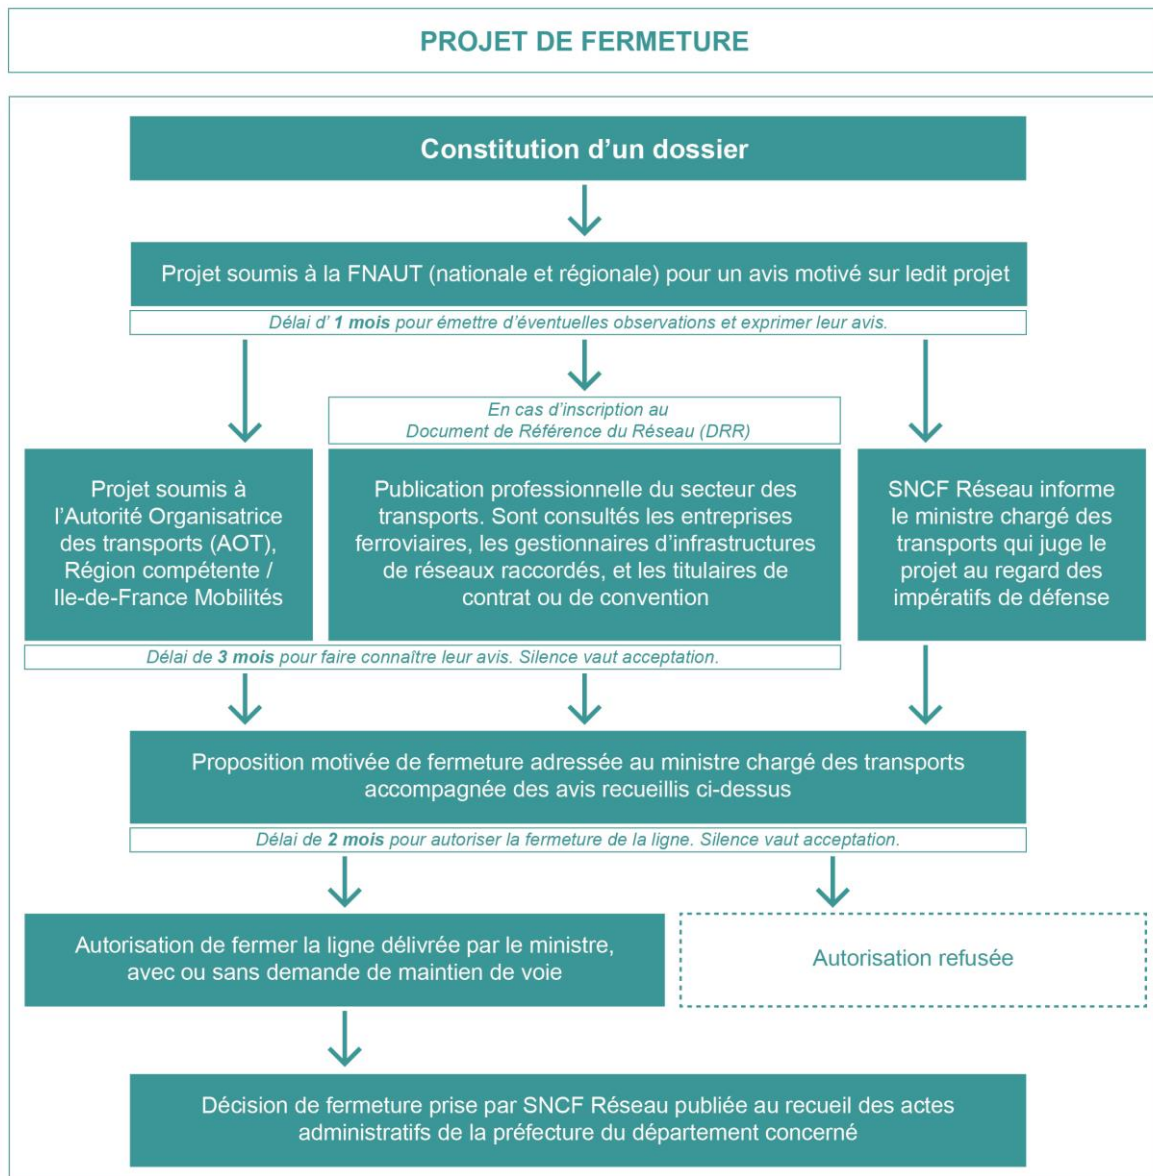 PROJET DE FERMETURE
Constitution d’un dossier
Projet soumis à la FNAUT (nationale et régionale) pour un avis motivé sur ledit projet
Délai d’ 1 mois pour émettre d’éventuelles observations et exprimer leur avis.
En cas d’inscription au
Document de Référence du Réseau (DRR)
Projet soumis à
l’Autorité Organisatrice
des transports (AOT),
Région compétente /
Ile-de-France Mobilités
Publication professionnelle du secteur des
transports. Sont consultés les entreprises
ferroviaires, les gestionnaires d’infrastructures
de réseaux raccordés, et les titulaires de
contrat ou de convention
SNCF Réseau informe
le ministre chargé des
transports qui juge le
projet au regard des
impératifs de défense
Délai de 3 mois pour faire connaître leur avis. Silence vaut acceptation.
Proposition motivée de fermeture adressée au ministre chargé des transports
accompagnée des avis recueillis ci-dessus
Délai de 2 mois pour autoriser la fermeture de la ligne. Silence vaut acceptation.
Autorisation de fermer la ligne délivrée par le ministre,
avec ou sans demande de maintien de voie
Autorisation refusée
Décision de fermeture prise par SNCF Réseau publiée au recueil des actes
administratifs de la préfecture du département concerné